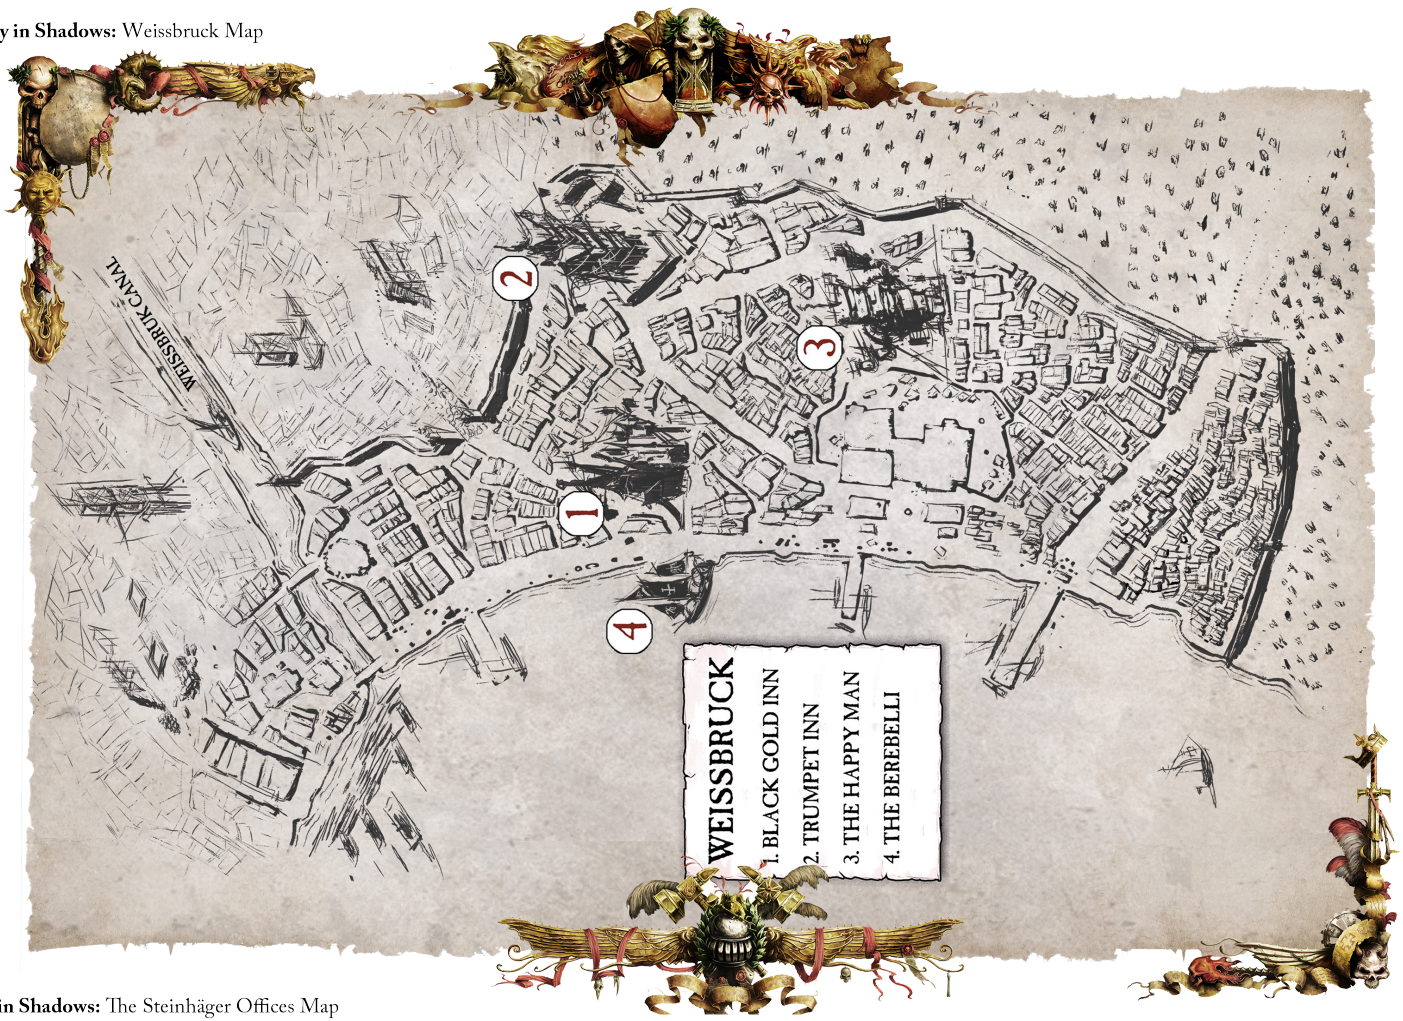 y in Shadows: Weissbruck Map
WEISSBRUK CANAL
2
3
1
4
WEISSBRUCK
1. BLACK GOLD INN
2. TRUMPET INN
3. THE HAPPY MAN
4. THE BEREBELLI
in Shadows: The Steinhäger Offices Map